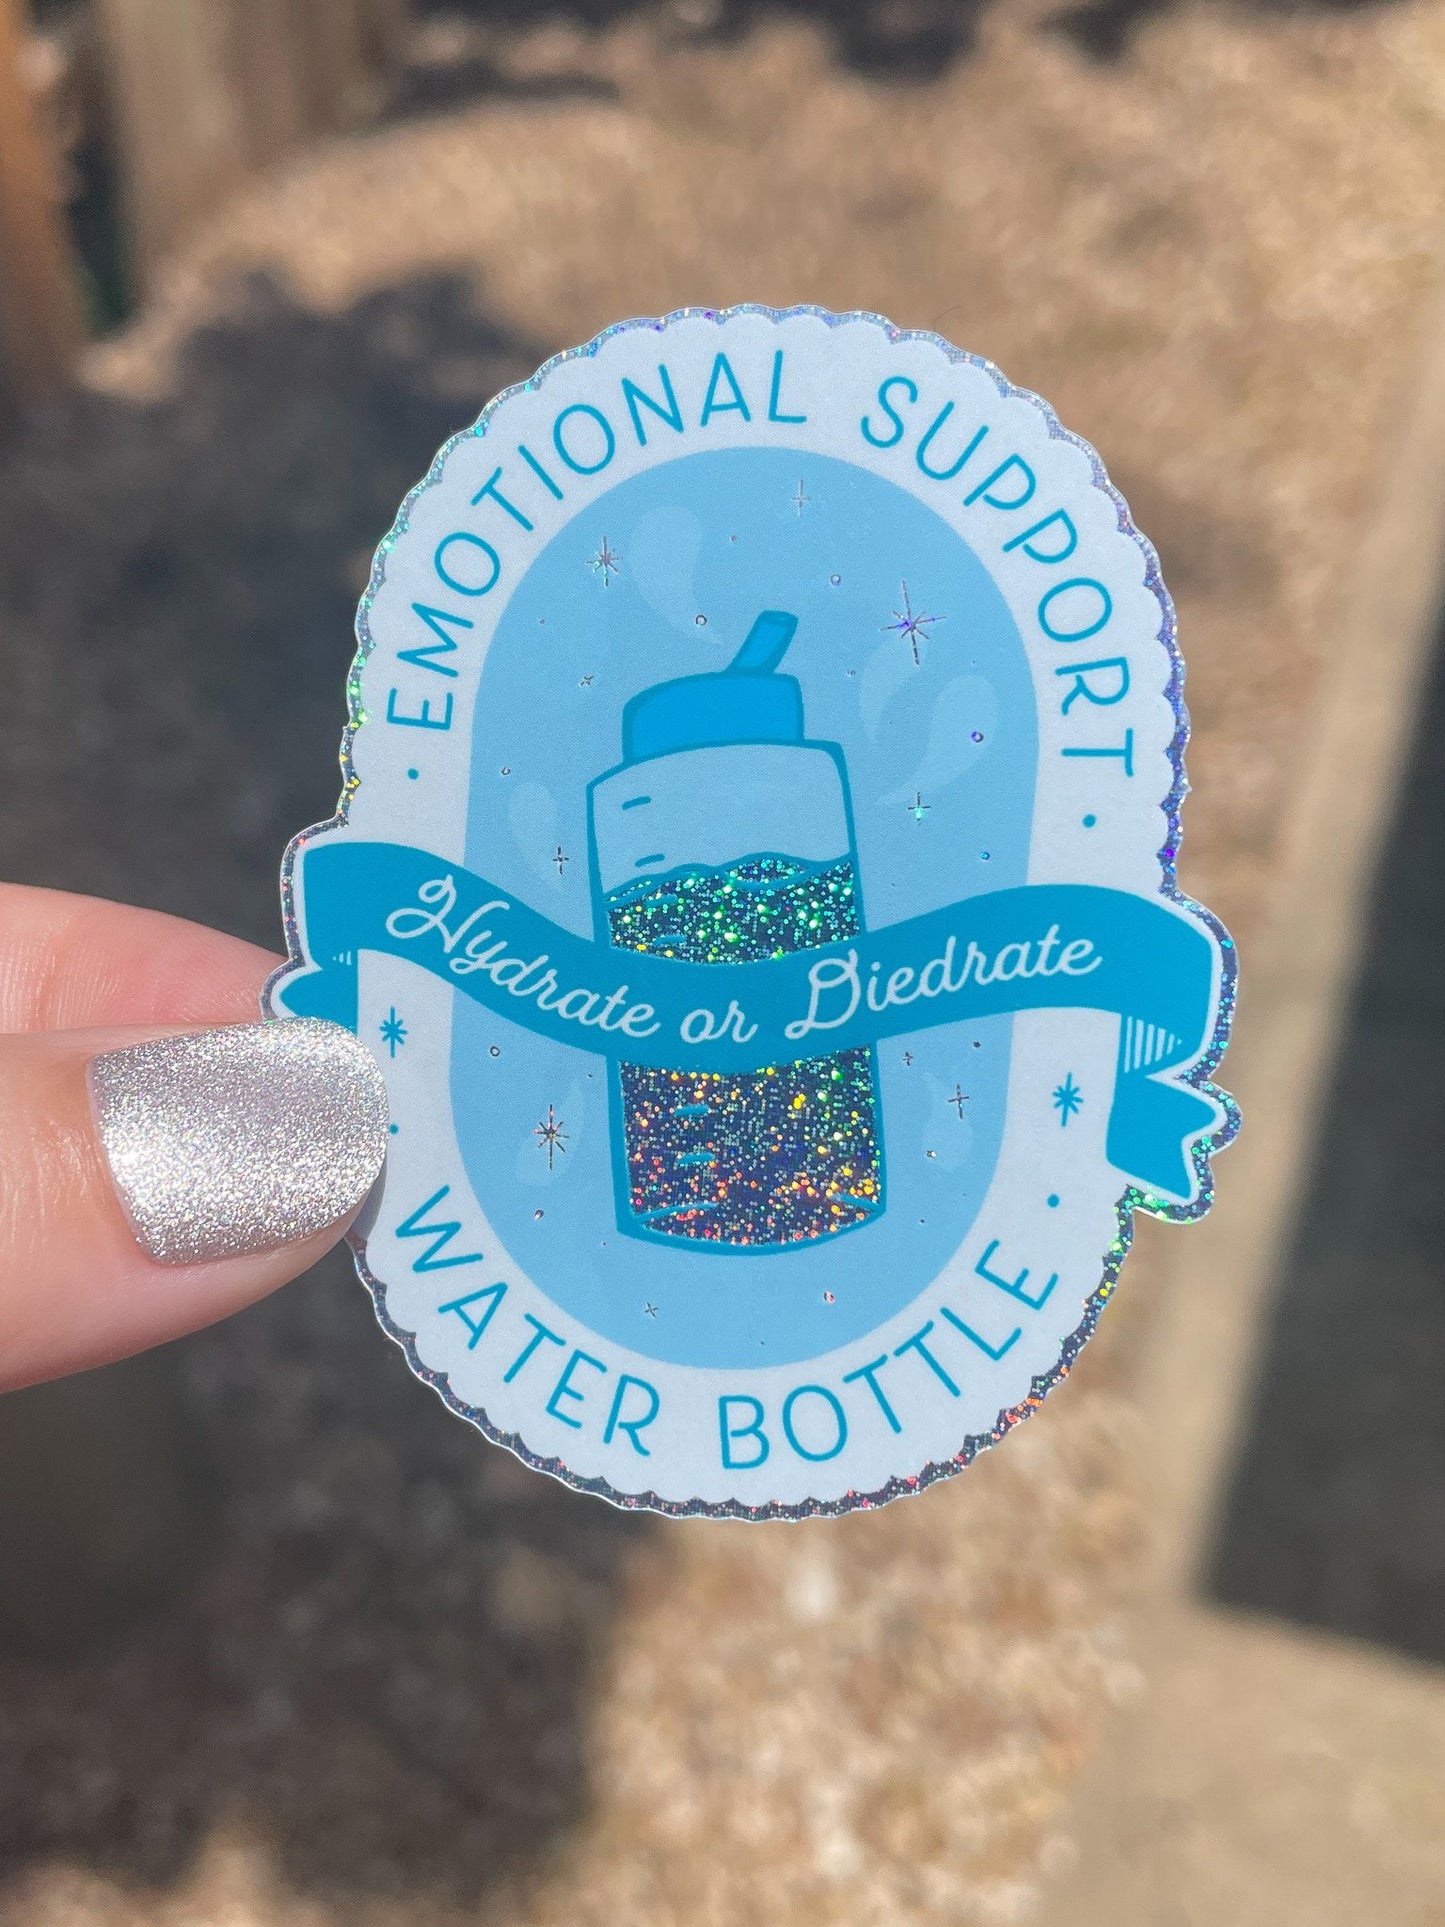 · EMOTIONAL SUPPORT ·
Hydrate or Diedrate
· WATER BOTTLE ·